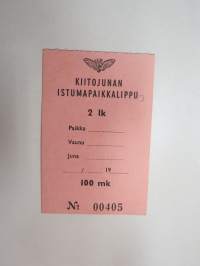 KIITOJUNAN
ISTUMAPAIKKALIPPU
2 lk
Paikka
Vaunu
Juna
/ 19
100 mk
№ 00405